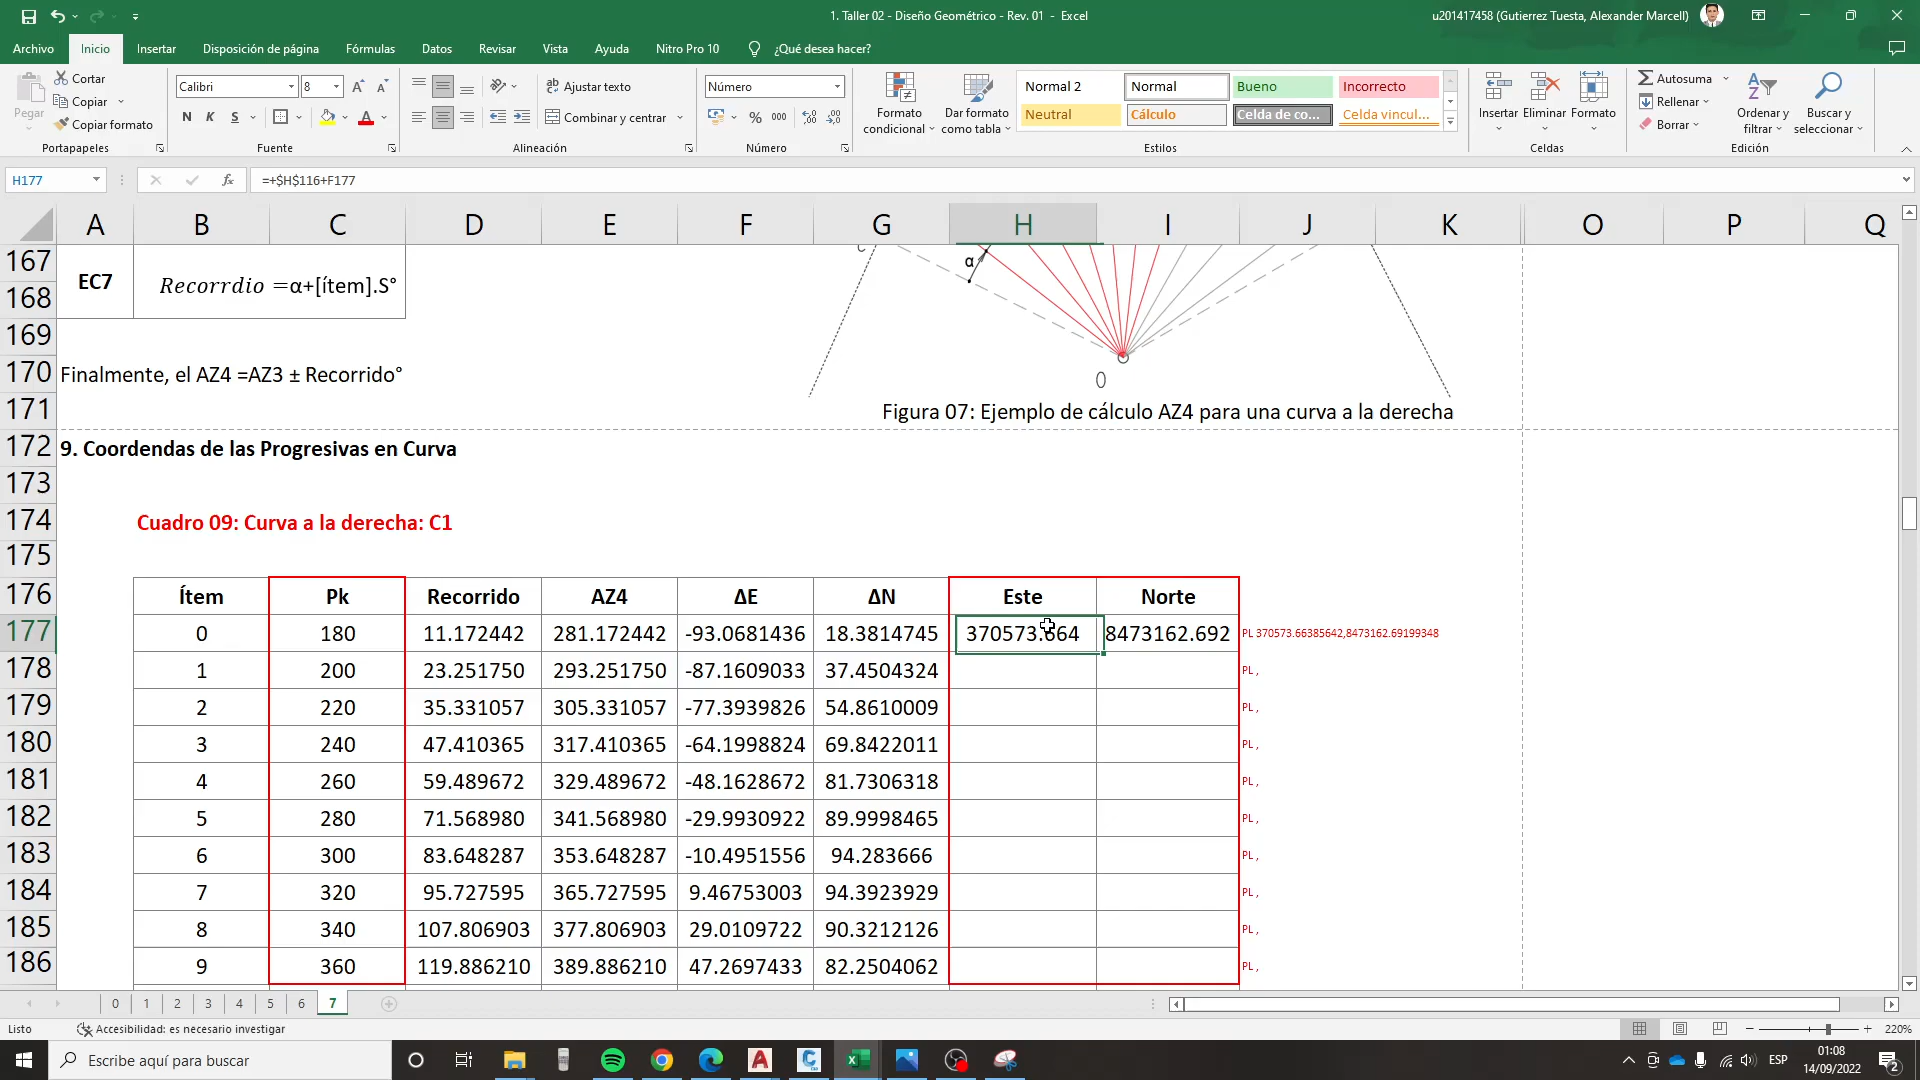 1. Taller 02 - Diseño Geométrico - Rev. 01 - Excel
u201417458 (Gutierrez Tuesta, Alexander Marcell)
Archivo Inicio Insertar Disposición de página Fórmulas Datos Revisar Vista Ayuda Nitro Pro 10 ¿Qué desea hacer?
Pegar
Cortar
Copiar
Copiar formato
Portapapeles
Calibri 8
N K S
Fuente
Ajustar texto
Combinar y centrar
Alineación
Número
% 000
Número
Formato condicional
Dar formato como tabla
Normal 2 Normal Bueno Incorrecto
Neutral Cálculo Celda de co... Celda vincul...
Estilos
Insertar Eliminar Formato
Celdas
Autosuma
Rellenar
Borrar
Ordenar y filtrar
Buscar y seleccionar
Edición
H177 fx =+$H$116+F177
A B C D E F G H I J K O P Q
167
168
EC7 Recorrdio =α+[ítem].S°
α
169
170 Finalmente, el AZ4 =AZ3 ± Recorrido°
0
171 Figura 07: Ejemplo de cálculo AZ4 para una curva a la derecha
172 9. Coordendas de las Progresivas en Curva
173
174 Cuadro 09: Curva a la derecha: C1
175
176 Ítem Pk Recorrido AZ4 ΔE ΔN Este Norte
177 0 180 11.172442 281.172442 -93.0681436 18.3814745 370573.664 8473162.692 PL 370573.66385642,8473162.69199348
178 1 200 23.251750 293.251750 -87.1609033 37.4504324 PL ,
179 2 220 35.331057 305.331057 -77.3939826 54.8610009 PL ,
180 3 240 47.410365 317.410365 -64.1998824 69.8422011 PL ,
181 4 260 59.489672 329.489672 -48.1628672 81.7306318 PL ,
182 5 280 71.568980 341.568980 -29.9930922 89.9998465 PL ,
183 6 300 83.648287 353.648287 -10.4951556 94.283666 PL ,
184 7 320 95.727595 365.727595 9.46753003 94.3923929 PL ,
185 8 340 107.806903 377.806903 29.0109722 90.3212126 PL ,
186 9 360 119.886210 389.886210 47.2697433 82.2504062 PL ,
0 1 2 3 4 5 6 7
Listo Accesibilidad: es necesario investigar 220%
Escribe aquí para buscar
ESP
01:08
14/09/2022
2